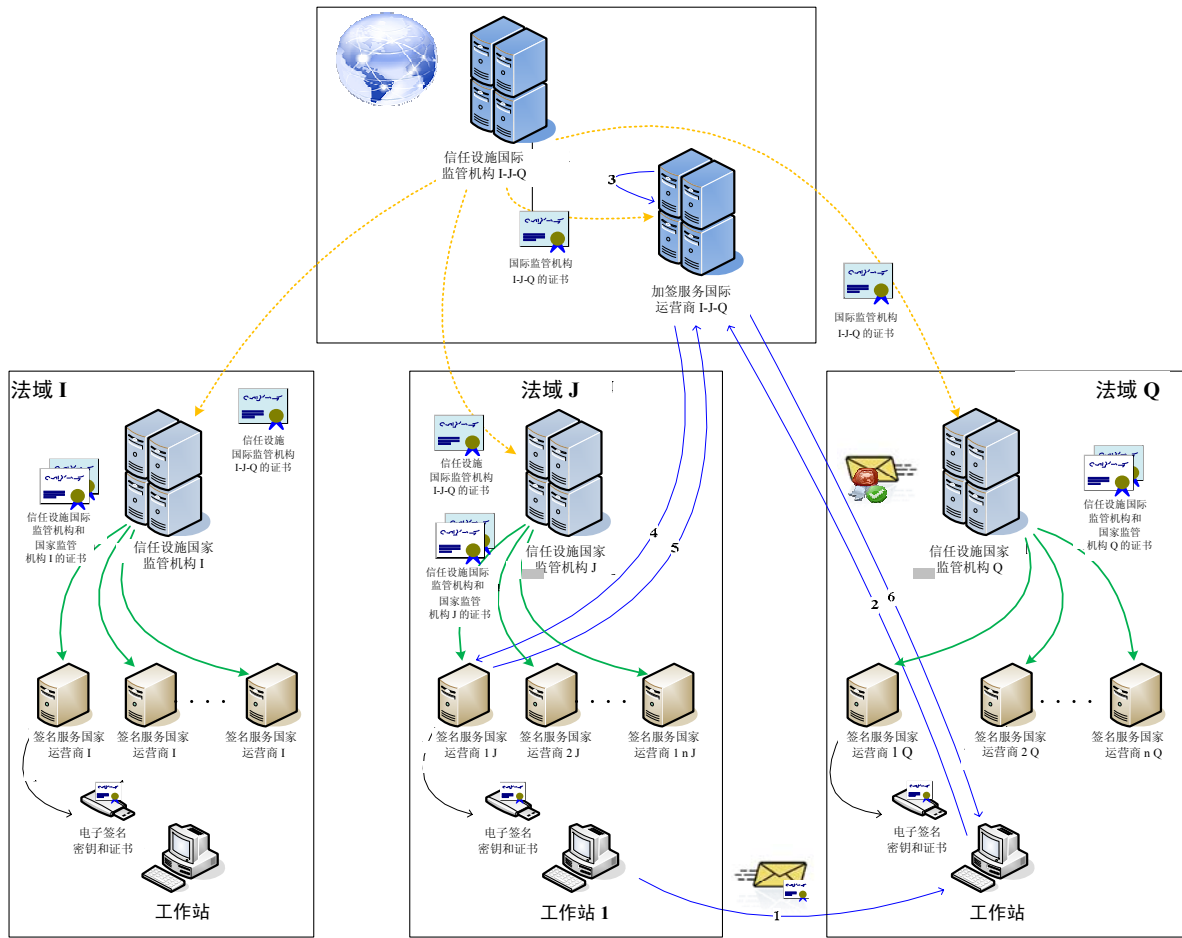 信任设施国际
监管机构 I-J-Q
3
国际监管机构
I-J-Q 的证书
加签服务国际
运营商 I-J-Q
国际监管机构
I-J-Q 的证书
法域 I
信任设施
国际监管机构
I-J-Q 的证书
信任设施国际
监管机构和
国家监管
机构 I 的证书
信任设施国家
监管机构 I
签名服务国家
运营商 I
签名服务国家
运营商 I
签名服务国家
运营商 I
电子签名
密钥和证书
工作站
法域 J
信任设施
国际监管机构
I-J-Q 的证书
信任设施国际
监管机构和
国家监管
机构 J 的证书
信任设施国家
监管机构 J
4
5
签名服务国家
运营商 1 J
签名服务国家
运营商 2 J
签名服务国家
运营商 1 n J
电子签名
密钥和证书
工作站 1
1
法域 Q
信任设施国际
监管机构和
国家监管
机构 Q 的证书
信任设施国家
监管机构 Q
2
6
签名服务国家
运营商 1 Q
签名服务国家
运营商 2 Q
签名服务国家
运营商 n Q
电子签名
密钥和证书
工作站